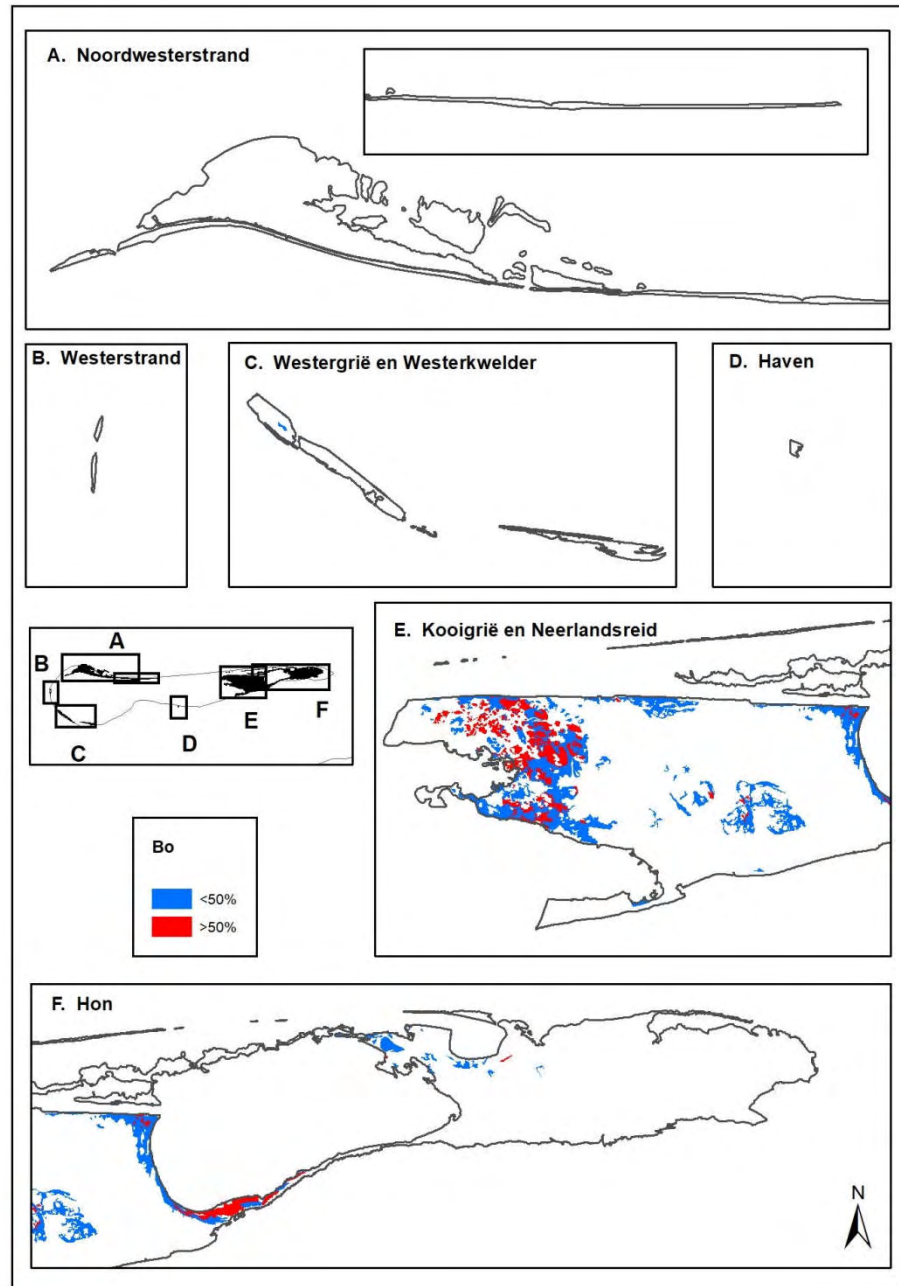 A. Noordwesterstrand
B. Westerstrand
C. Westergrië en Westerkwelder
D. Haven
A
B
C
D
E
F
E. Kooigrië en Neerlandsreid
Bo
<50%
>50%
F. Hon
N